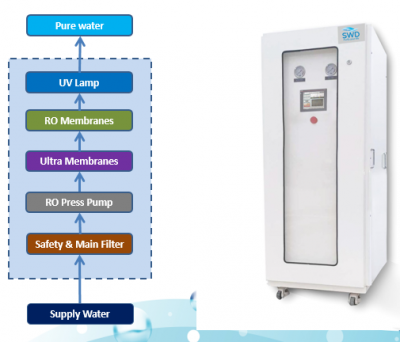 Pure water
UV Lamp
RO Membranes
Ultra Membranes
RO Press Pump
Safety & Main Filter
Supply Water
SWD